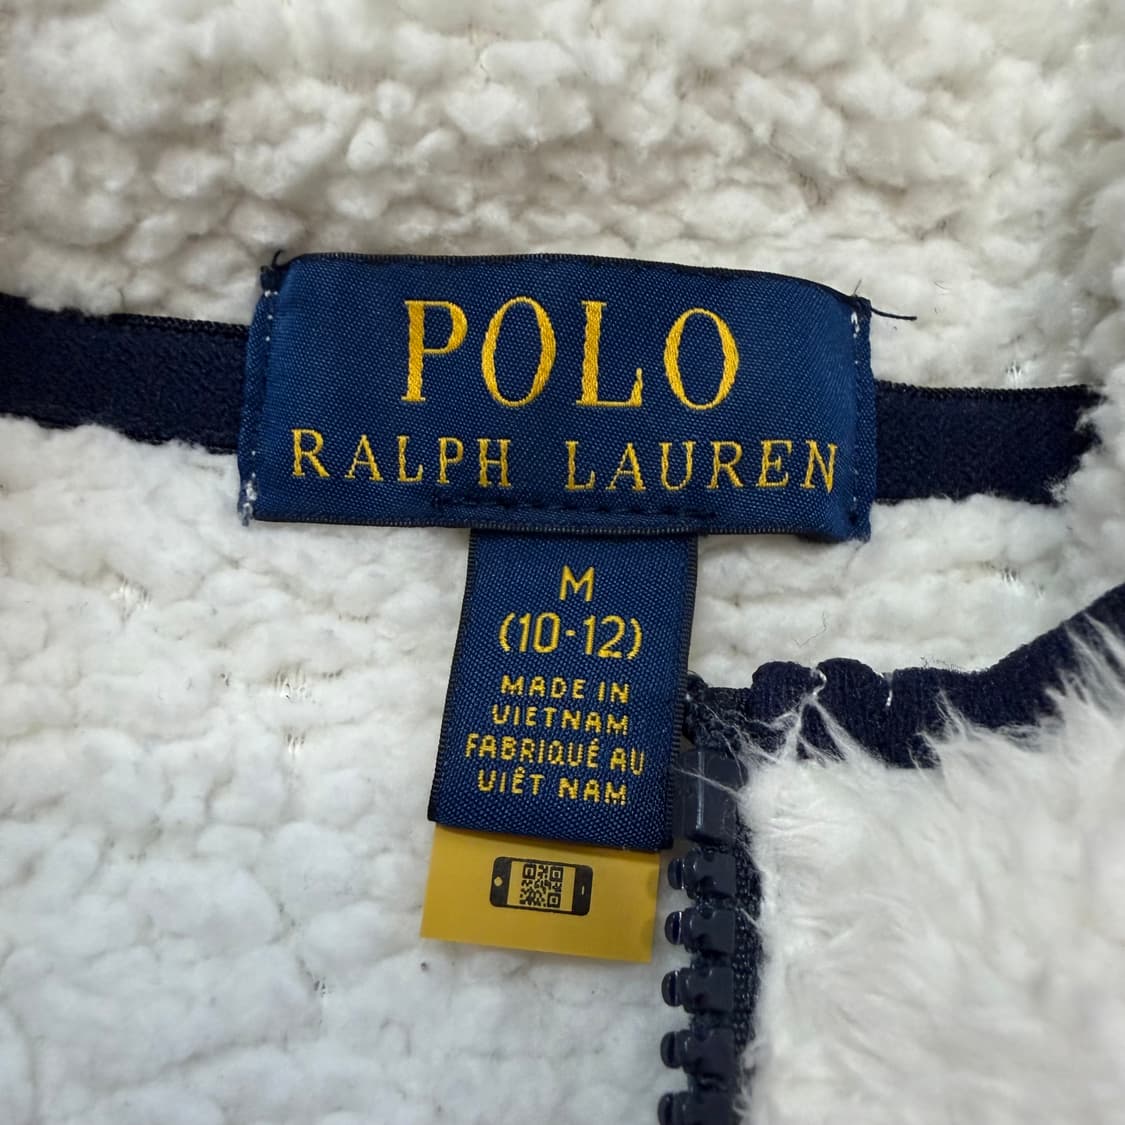 POLO
RALPH LAUREN
M
(10-12)
MADE IN
VIETNAM
FABRIQUÉ AU
VIÊT NAM